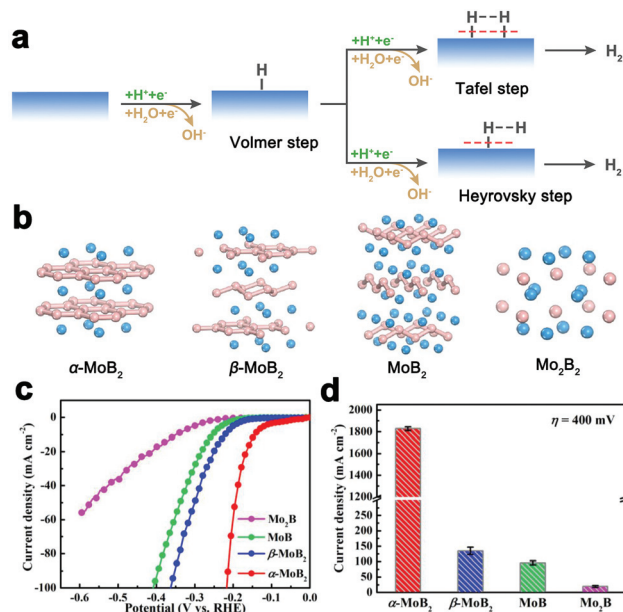 a
H
+H⁺+e⁻
+H₂O+e⁻
OH⁻
Volmer step
+H⁺+e⁻
+H₂O+e⁻
OH⁻
H--H
H₂
Tafel step
+H⁺+e⁻
+H₂O+e⁻
OH⁻
H--H
H₂
Heyrovsky step
b
α-MoB₂
β-MoB₂
MoB₂
Mo₂B₂
c
Current density (mA cm⁻²)
0
-20
-40
-60
-80
-100
Mo₂B
MoB
β-MoB₂
α-MoB₂
-0.6
-0.5
-0.4
-0.3
-0.2
-0.1
0.0
Potential (V vs. RHE)
d
η = 400 mV
Current density (mA cm⁻²)
2000
1800
1600
1400
1200
250
200
150
100
50
0
α-MoB₂
β-MoB₂
MoB
Mo₂B